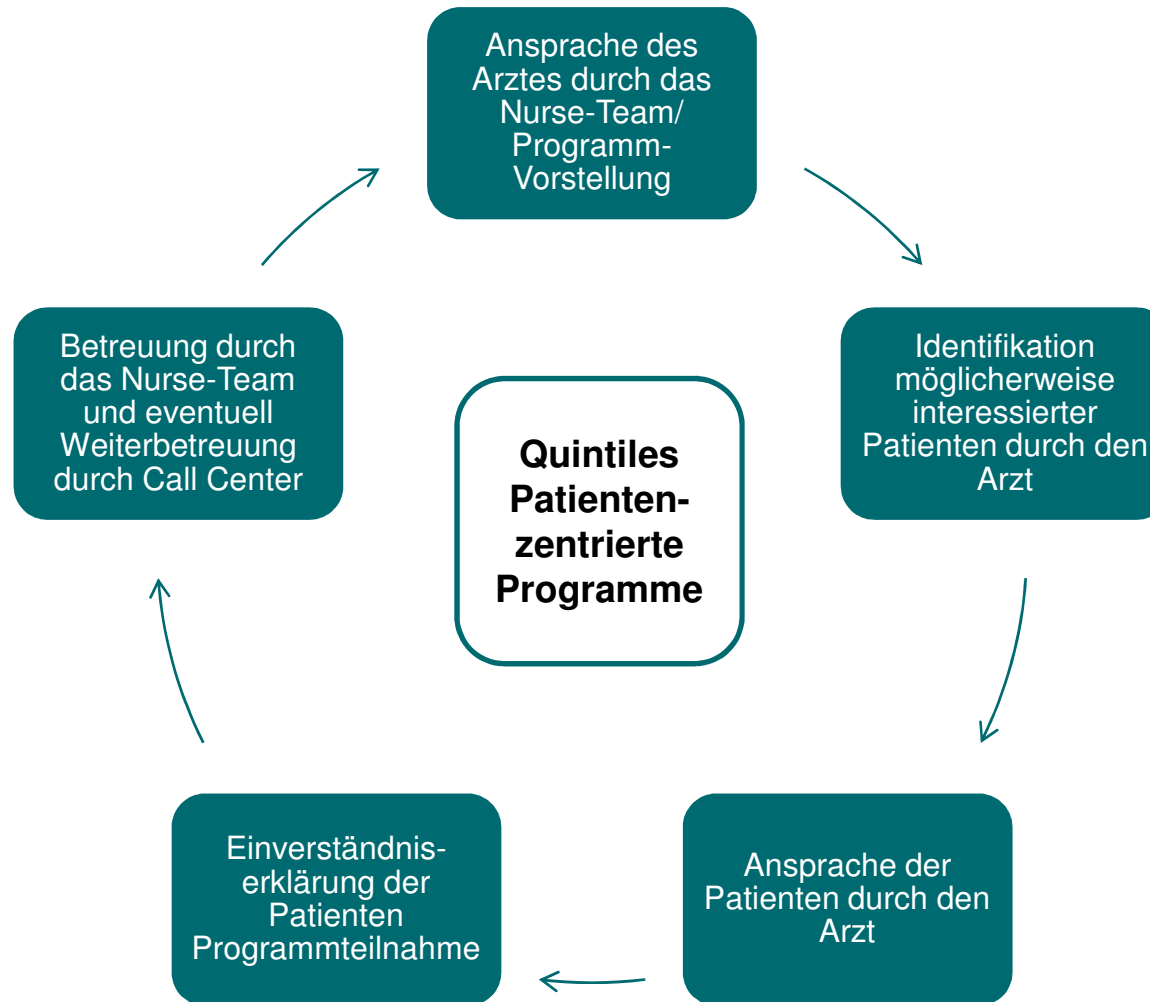 Ansprache des
Arztes durch das
Nurse-Team/
Programm-
Vorstellung
Identifikation
möglicherweise
interessierter
Patienten durch den
Arzt
Ansprache der
Patienten durch den
Arzt
Einverständnis-
erklärung der
Patienten
Programmteilnahme
Betreuung durch
das Nurse-Team
und eventuell
Weiterbetreuung
durch Call Center
Quintiles
Patienten-
zentrierte
Programme